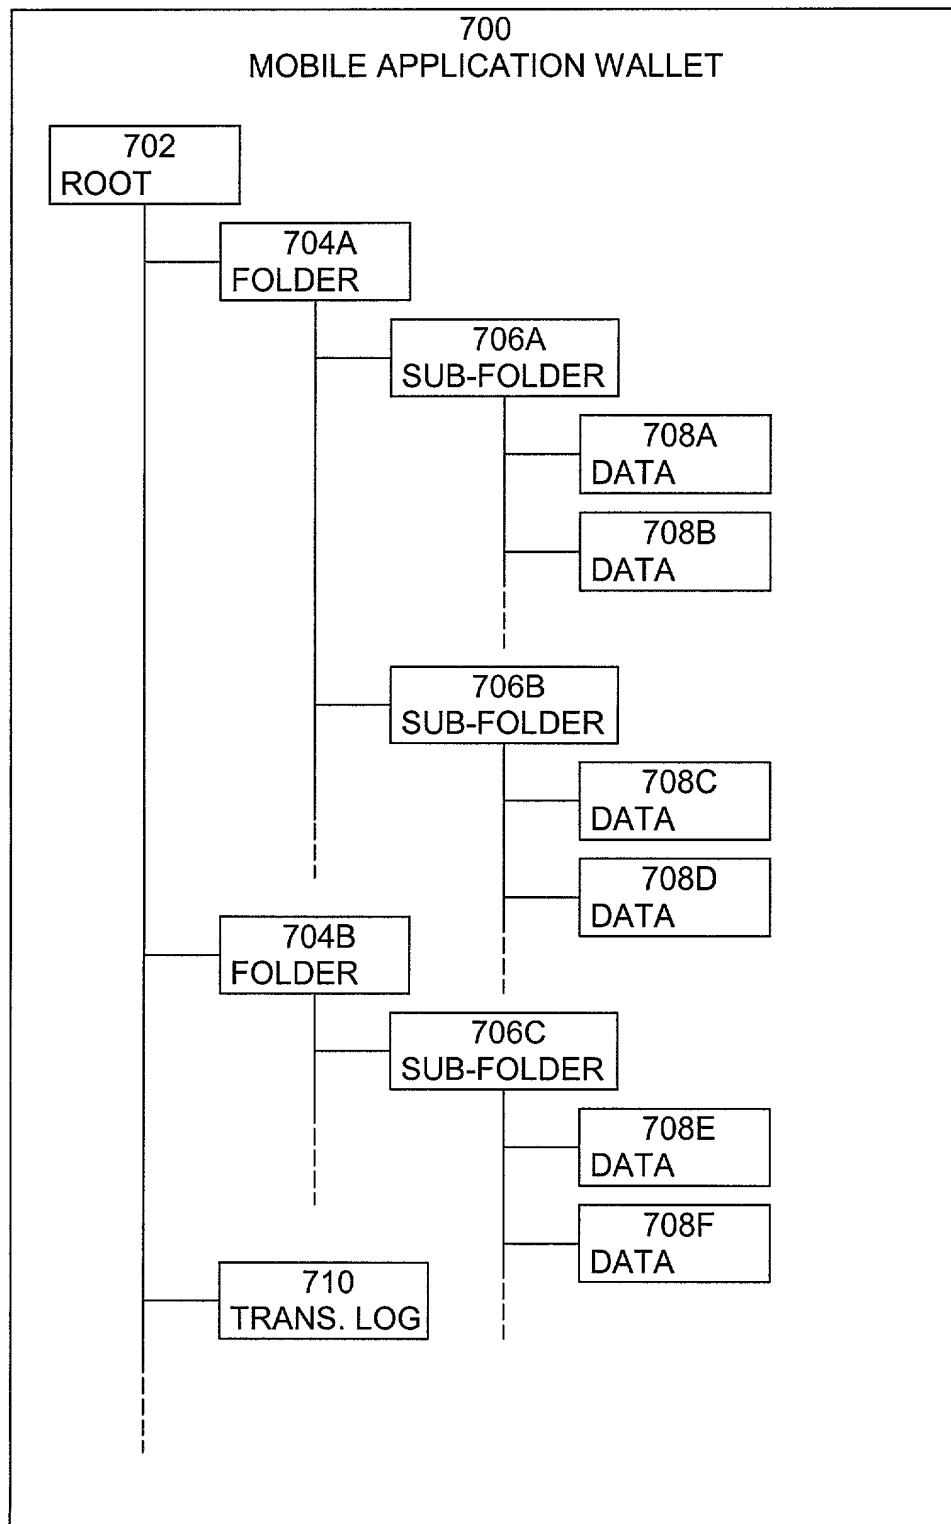 700
MOBILE APPLICATION WALLET
702
ROOT
704A
FOLDER
706A
SUB-FOLDER
708A
DATA
708B
DATA
706B
SUB-FOLDER
708C
DATA
708D
DATA
704B
FOLDER
706C
SUB-FOLDER
708E
DATA
708F
DATA
710
TRANS. LOG